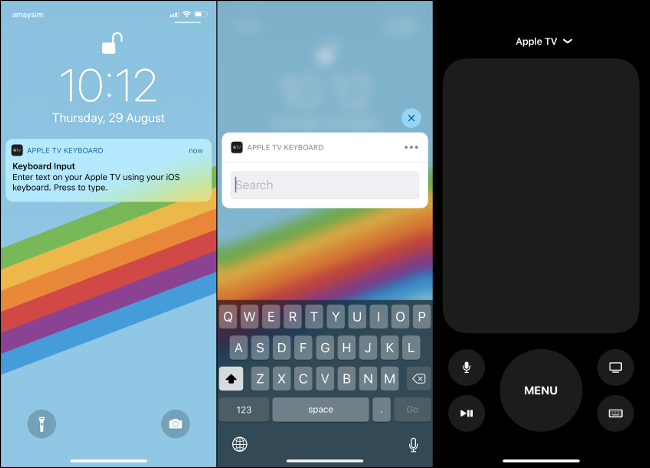 amaysim
10:12
Thursday, 29 August
APPLE TV KEYBOARD
now
Keyboard Input
Enter text on your Apple TV using your iOS
keyboard. Press to type.
APPLE TV KEYBOARD
Search
Q W E R T Y U I O P
A S D F G H J K L
Z X C V B N M
123 space . Go
Apple TV
MENU